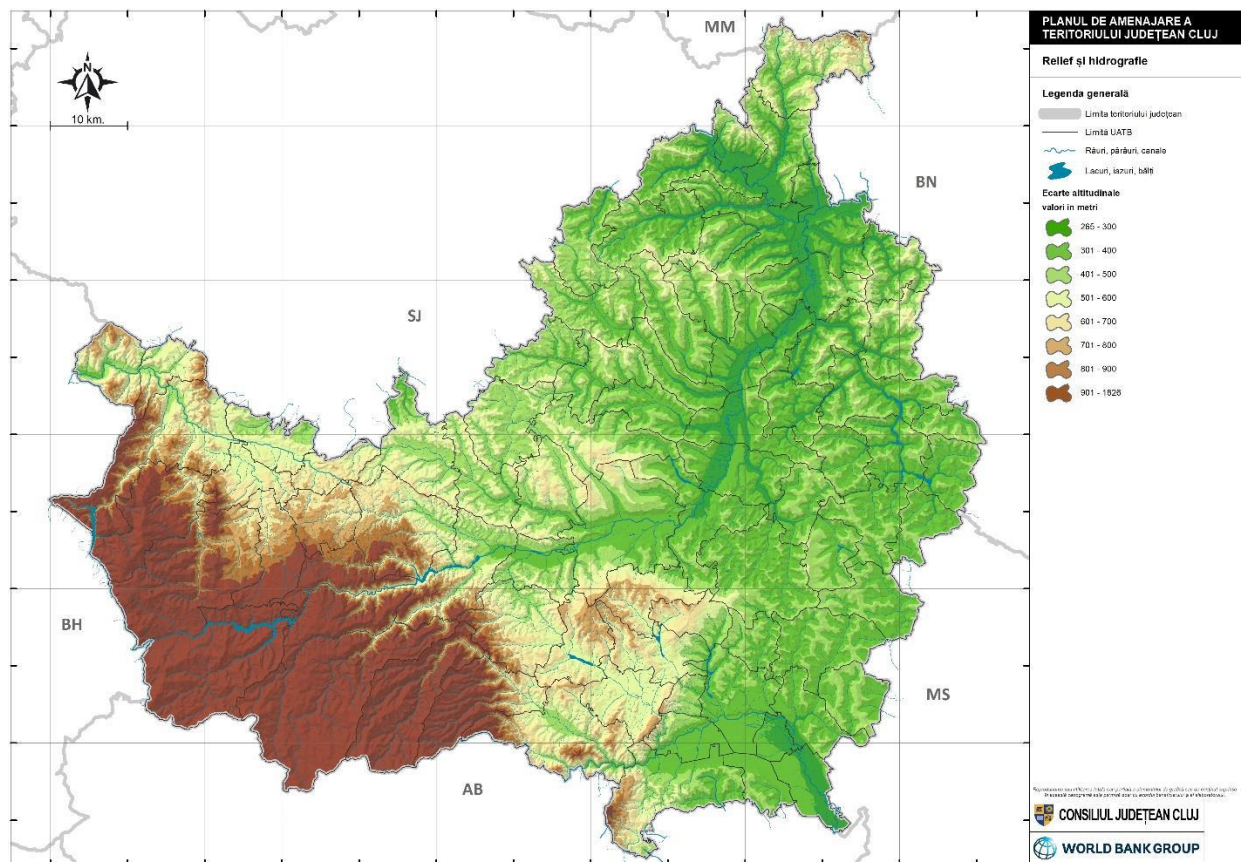 PLANUL DE AMENAJARE A
TERITORIULUI JUDEȚEAN CLUJ
Relief și hidrografie
Legenda generală
Limita teritoriului județean
Limită UATB
Râuri, pârâuri, canale
Lacuri, iazuri, bălți
Ecarte altitudinale
valori în metri
265 - 300
301 - 400
401 - 500
501 - 600
601 - 700
701 - 800
801 - 900
901 - 1826
N
10 km.
MM
BN
SJ
BH
MS
AB
CONSILIUL JUDEȚEAN CLUJ
WORLD BANK GROUP